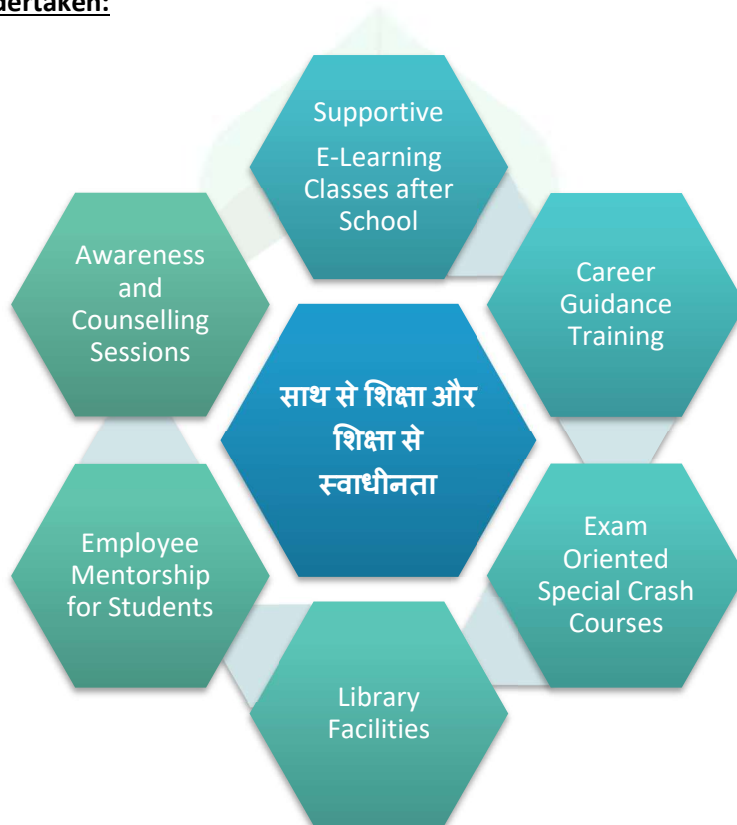 dertaken:
Supportive
E-Learning
Classes after
School
Career
Guidance
Training
Exam
Oriented
Special Crash
Courses
Library
Facilities
Employee
Mentorship
for Students
Awareness
and
Counselling
Sessions
साथ से शिक्षा और
शिक्षा से
स्वाधीनता